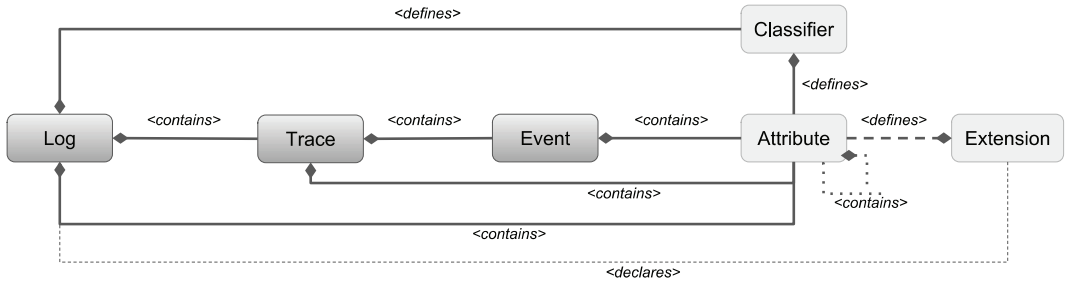 <defines>
Classifier
<defines>
Log
<contains>
Trace
<contains>
Event
<contains>
Attribute
<defines>
Extension
<contains>
<contains>
<contains>
<declares>